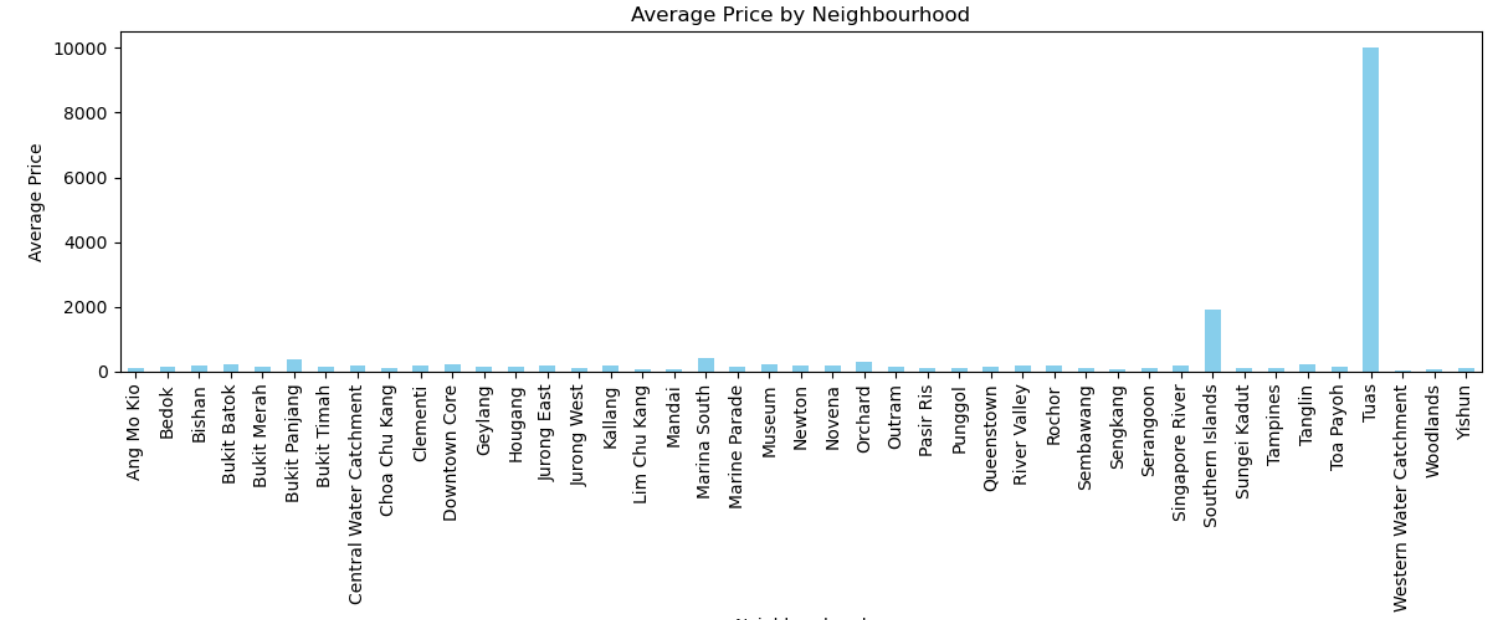 Average Price by Neighbourhood
Average Price
10000
8000
6000
4000
2000
0
Ang Mo Kio
Bedok
Bishan
Bukit Batok
Bukit Merah
Bukit Panjang
Bukit Timah
Central Water Catchment
Choa Chu Kang
Clementi
Downtown Core
Geylang
Hougang
Jurong East
Jurong West
Kallang
Lim Chu Kang
Mandai
Marina South
Marine Parade
Museum
Newton
Novena
Orchard
Outram
Pasir Ris
Punggol
Queenstown
River Valley
Rochor
Sembawang
Sengkang
Serangoon
Singapore River
Southern Islands
Sungei Kadut
Tampines
Tanglin
Toa Payoh
Tuas
Western Water Catchment
Woodlands
Yishun